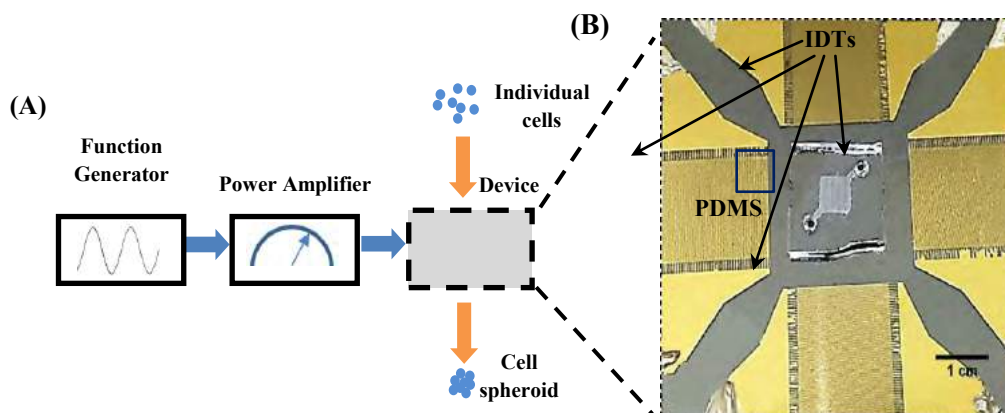 (A)
Function
Generator
Power Amplifier
Individual
cells
Device
Cell
spheroid
(B)
IDTs
PDMS
1 cm